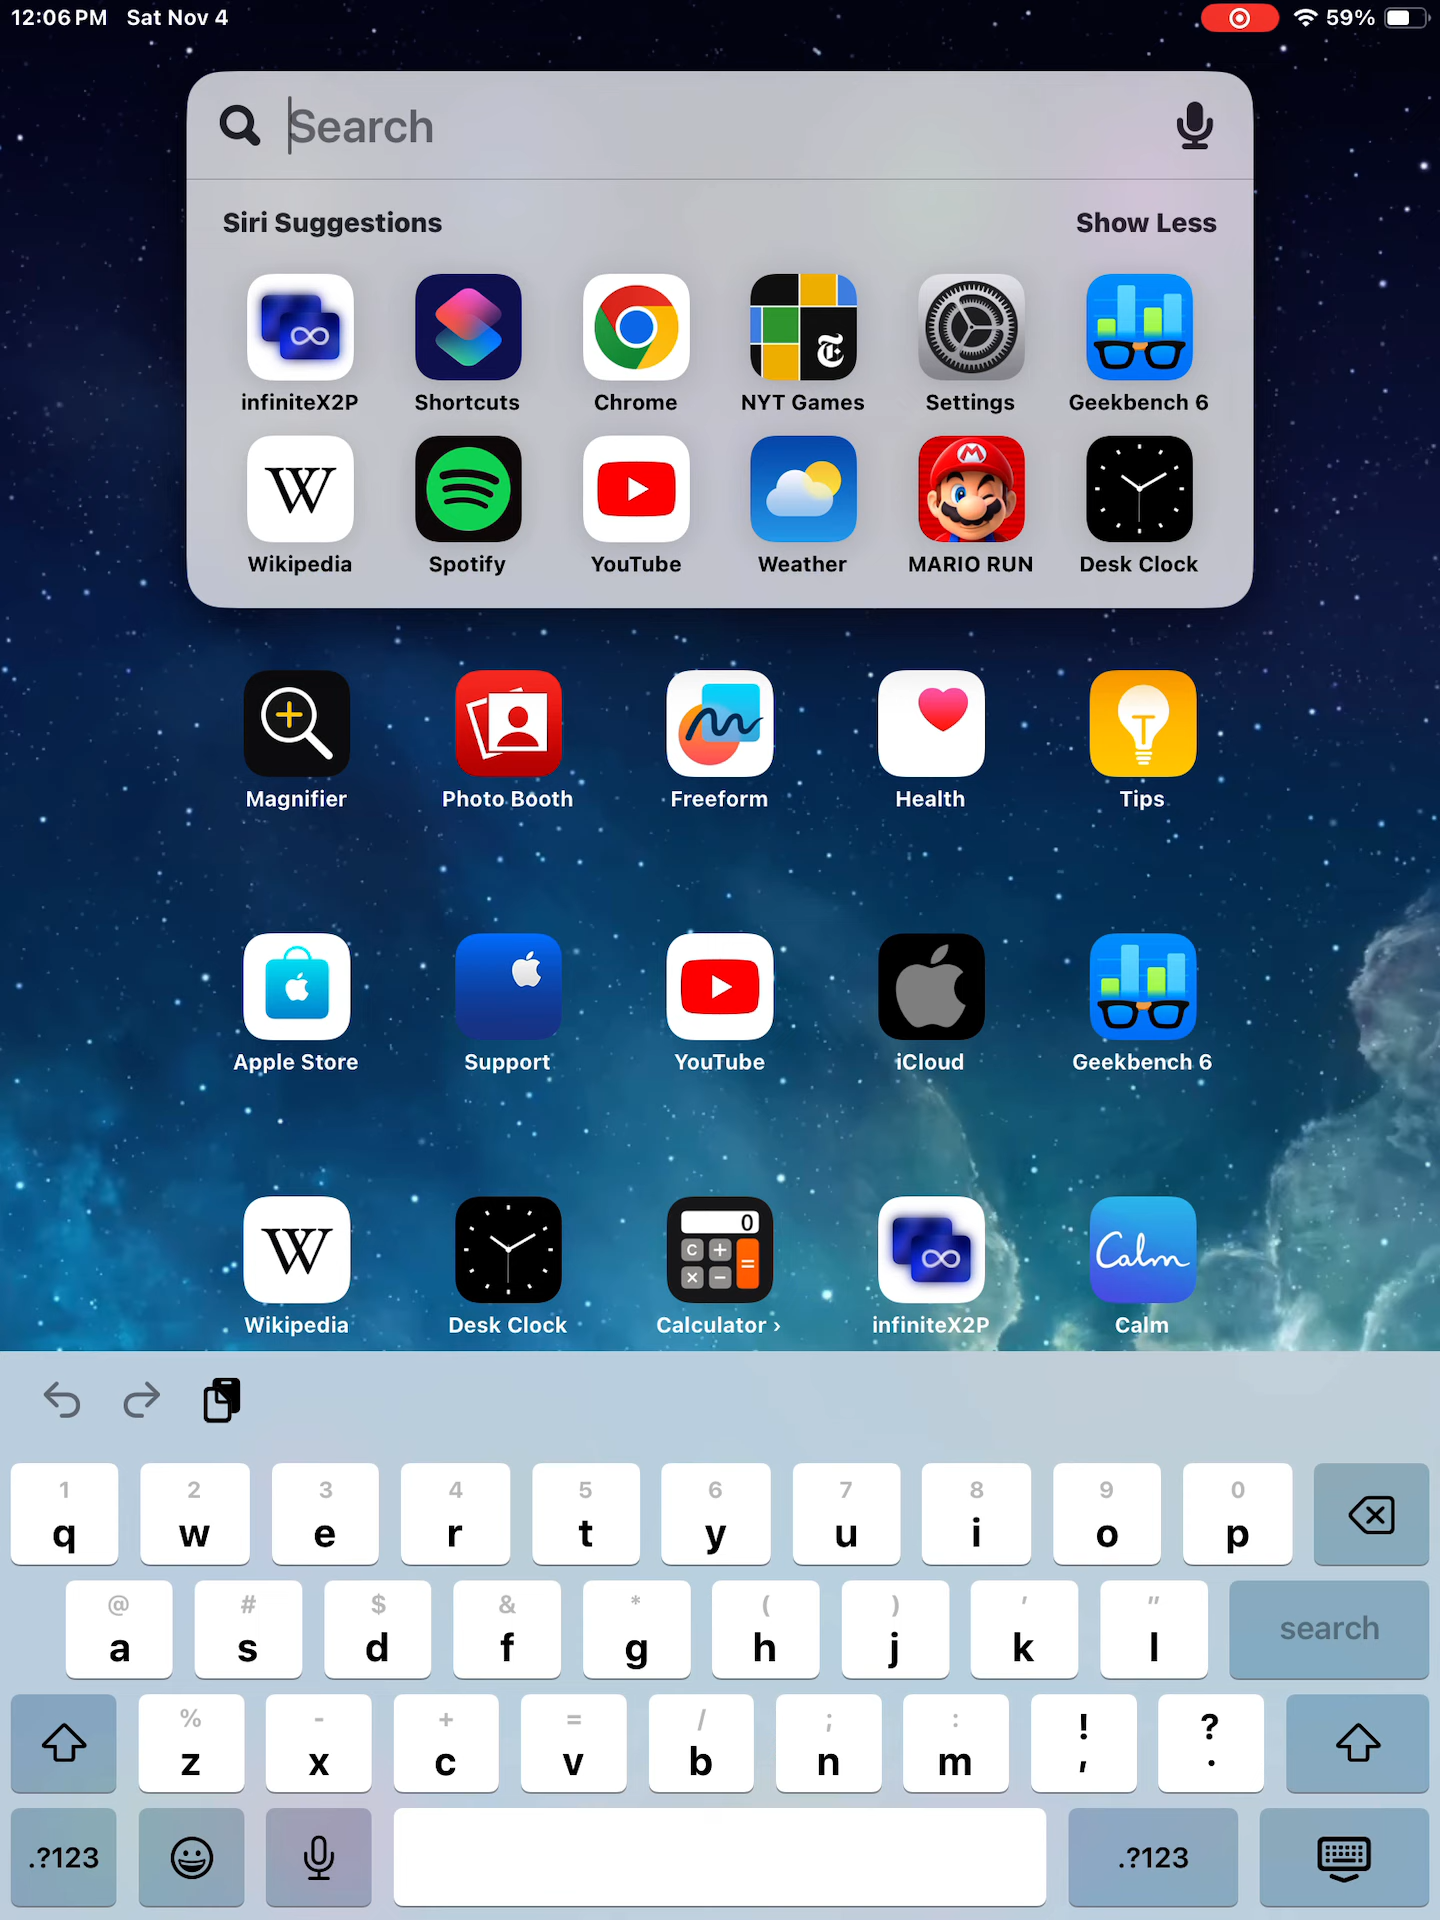 12:06 PM Sat Nov 4 59%
Search
Siri Suggestions Show Less
infiniteX2P Shortcuts Chrome NYT Games Settings Geekbench 6
W
Wikipedia Spotify YouTube Weather MARIO RUN Desk Clock
Magnifier Photo Booth Freeform Health Tips
Apple Store Support YouTube iCloud Geekbench 6
W 0 C + × − = Calm
Wikipedia Desk Clock Calculator › infiniteX2P Calm
1 2 3 4 5 6 7 8 9 0
q w e r t y u i o p
@ # $ & * ( ) ' "
a s d f g h j k l search
% - + = / ; : ! ?
z x c v b n m , .
.?123 .?123